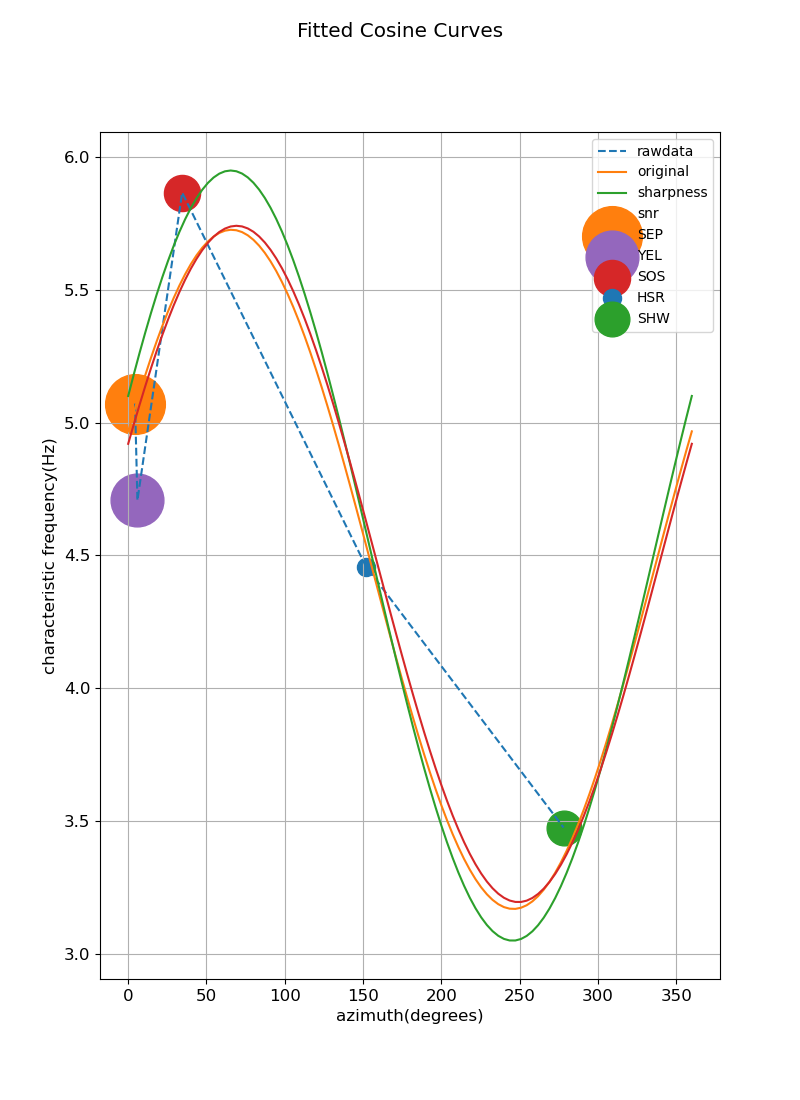 Fitted Cosine Curves
6.0
5.5
5.0
4.5
4.0
3.5
3.0
characteristic frequency(Hz)
rawdata
original
sharpness
snr
SEP
YEL
SOS
HSR
SHW
0 50 100 150 200 250 300 350
azimuth(degrees)